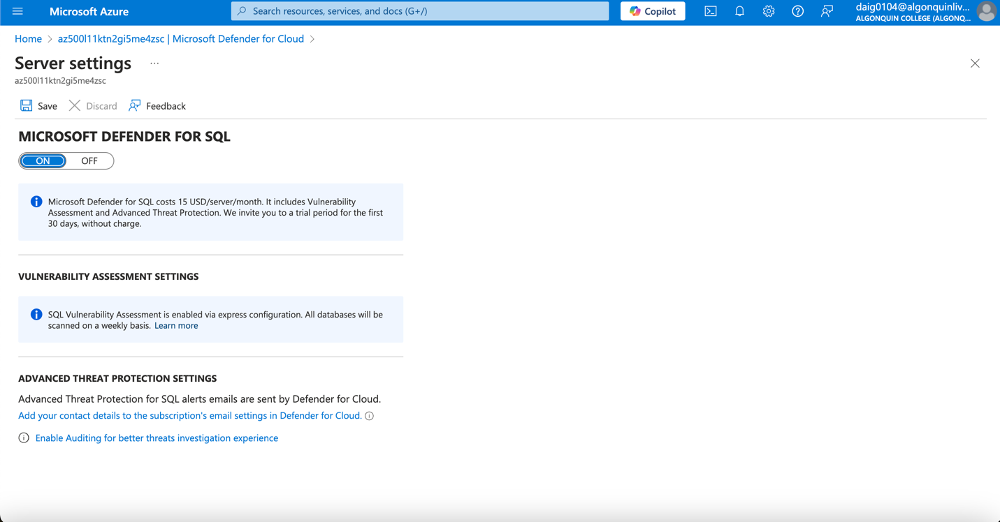 Microsoft Azure
Search resources, services, and docs (G+/)
Copilot
daig0104@algonquinliv...
ALGONQUIN COLLEGE (ALGONQ...
Home > az500l11ktn2gi5me4zsc | Microsoft Defender for Cloud >
Server settings ...
az500l11ktn2gi5me4zsc
Save Discard Feedback
MICROSOFT DEFENDER FOR SQL
ON OFF
Microsoft Defender for SQL costs 15 USD/server/month. It includes Vulnerability
Assessment and Advanced Threat Protection. We invite you to a trial period for the first
30 days, without charge.
VULNERABILITY ASSESSMENT SETTINGS
SQL Vulnerability Assessment is enabled via express configuration. All databases will be
scanned on a weekly basis. Learn more
ADVANCED THREAT PROTECTION SETTINGS
Advanced Threat Protection for SQL alerts emails are sent by Defender for Cloud.
Add your contact details to the subscription's email settings in Defender for Cloud.
Enable Auditing for better threats investigation experience